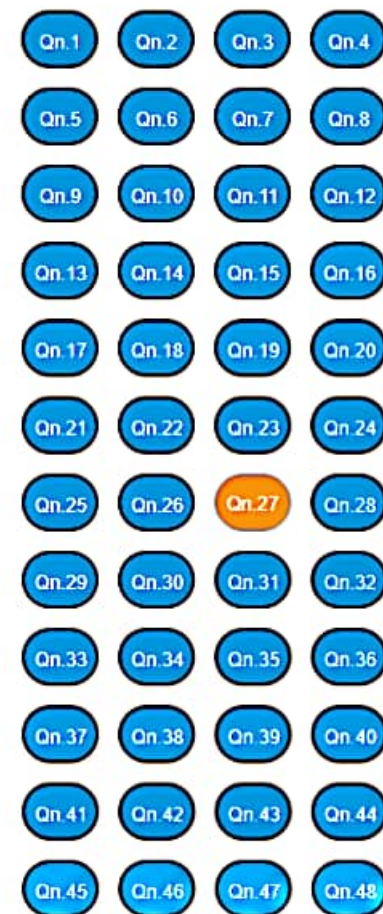 Qn.1 Qn.2 Qn.3 Qn.4
Qn.5 Qn.6 Qn.7 Qn.8
Qn.9 Qn.10 Qn.11 Qn.12
Qn.13 Qn.14 Qn.15 Qn.16
Qn.17 Qn.18 Qn.19 Qn.20
Qn.21 Qn.22 Qn.23 Qn.24
Qn.25 Qn.26 Qn.27 Qn.28
Qn.29 Qn.30 Qn.31 Qn.32
Qn.33 Qn.34 Qn.35 Qn.36
Qn.37 Qn.38 Qn.39 Qn.40
Qn.41 Qn.42 Qn.43 Qn.44
Qn.45 Qn.46 Qn.47 Qn.48